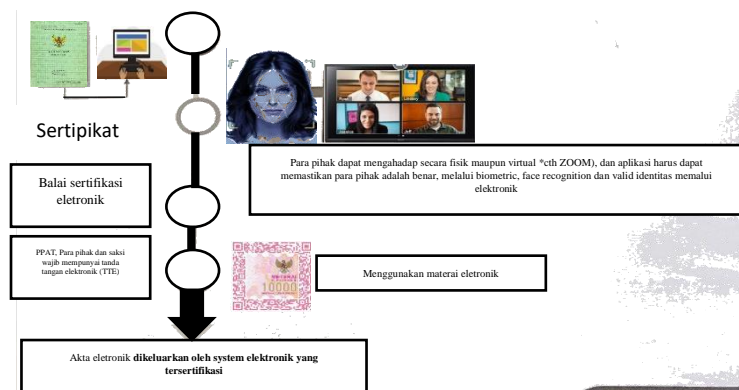 Sertipikat
Para pihak dapat mengahadap secara fisik maupun virtual *cth ZOOM), dan aplikasi harus dapat
memastikan para pihak adalah benar, melalui biometric, face recognition dan valid identitas memalui
elektronik
Balai sertifikasi
eletronik
PPAT, Para pihak dan saksi
wajib mempunyai tanda
tangan elektronik (TTE)
10000
Menggunakan materai eletronik
Akta eletronik dikeluarkan oleh system elektronik yang
tersertifikasi